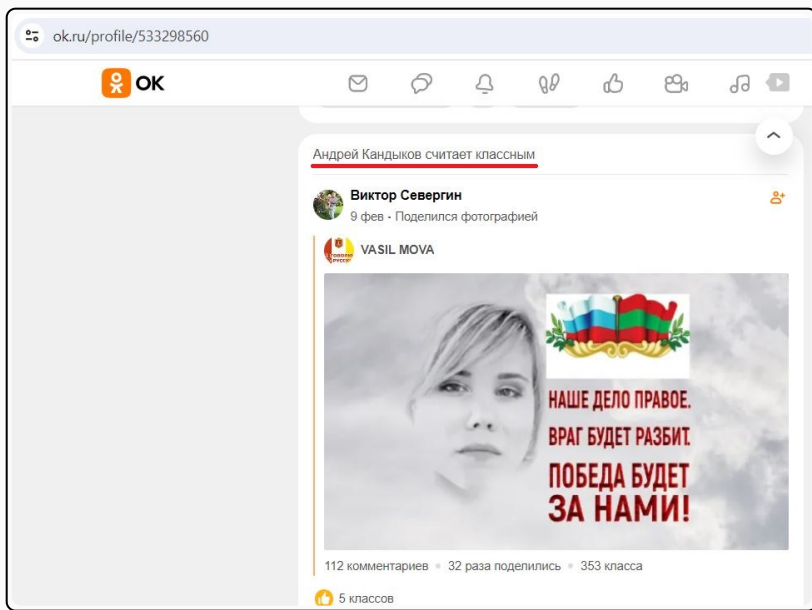 ok.ru/profile/533298560
OK
Андрей Кандыков считает классным
Виктор Севергин
9 фев · Поделился фотографией
VASIL MOVA
НАШЕ ДЕЛО ПРАВОЕ.
ВРАГ БУДЕТ РАЗБИТ.
ПОБЕДА БУДЕТ
ЗА НАМИ!
112 комментариев • 32 раза поделились • 353 класса
5 классов